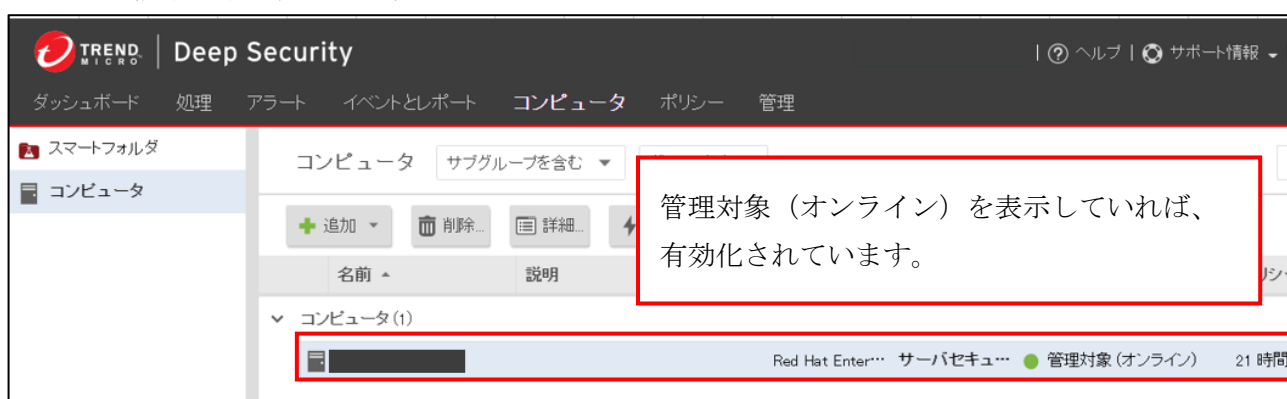 TREND MICRO | Deep Security
| ヘルプ | サポート情報
ダッシュボード 処理 アラート イベントとレポート コンピュータ ポリシー 管理
スマートフォルダ
コンピュータ
コンピュータ サブグループを含む
管理対象（オンライン）を表示していれば、
有効化されています。
追加 削除... 詳細...
名前 説明
コンピュータ(1)
Red Hat Enter… サーバセキュ… 管理対象(オンライン) 21 時間